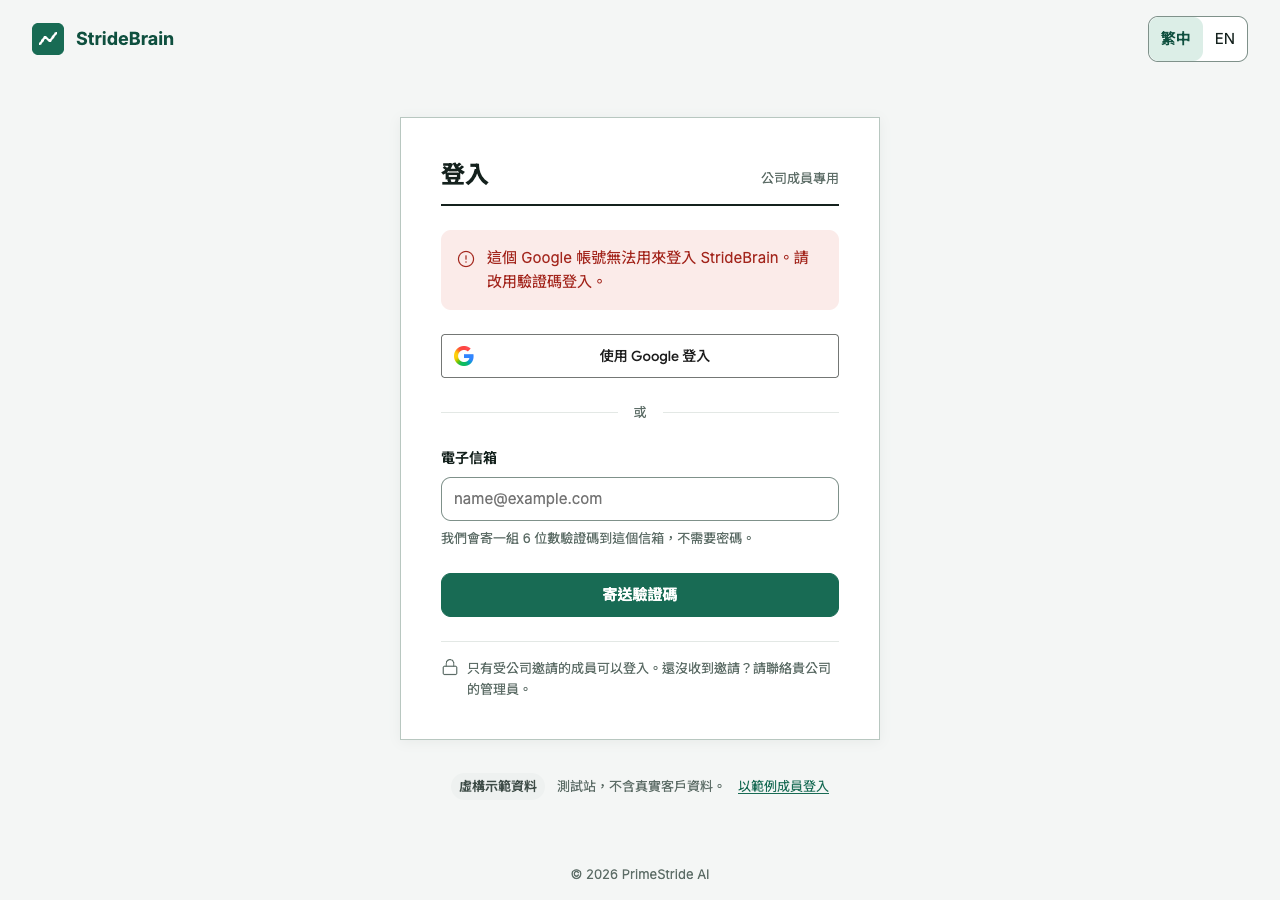 StrideBrain
繁中 EN
登入
公司成員專用
這個 Google 帳號無法用來登入 StrideBrain。請
改用驗證碼登入。
使用 Google 登入
或
電子信箱
name@example.com
我們會寄一組 6 位數驗證碼到這個信箱，不需要密碼。
寄送驗證碼
只有受公司邀請的成員可以登入。還沒收到邀請？請聯絡貴公司
的管理員。
虛構示範資料 測試站，不含真實客戶資料。 以範例成員登入
© 2026 PrimeStride AI